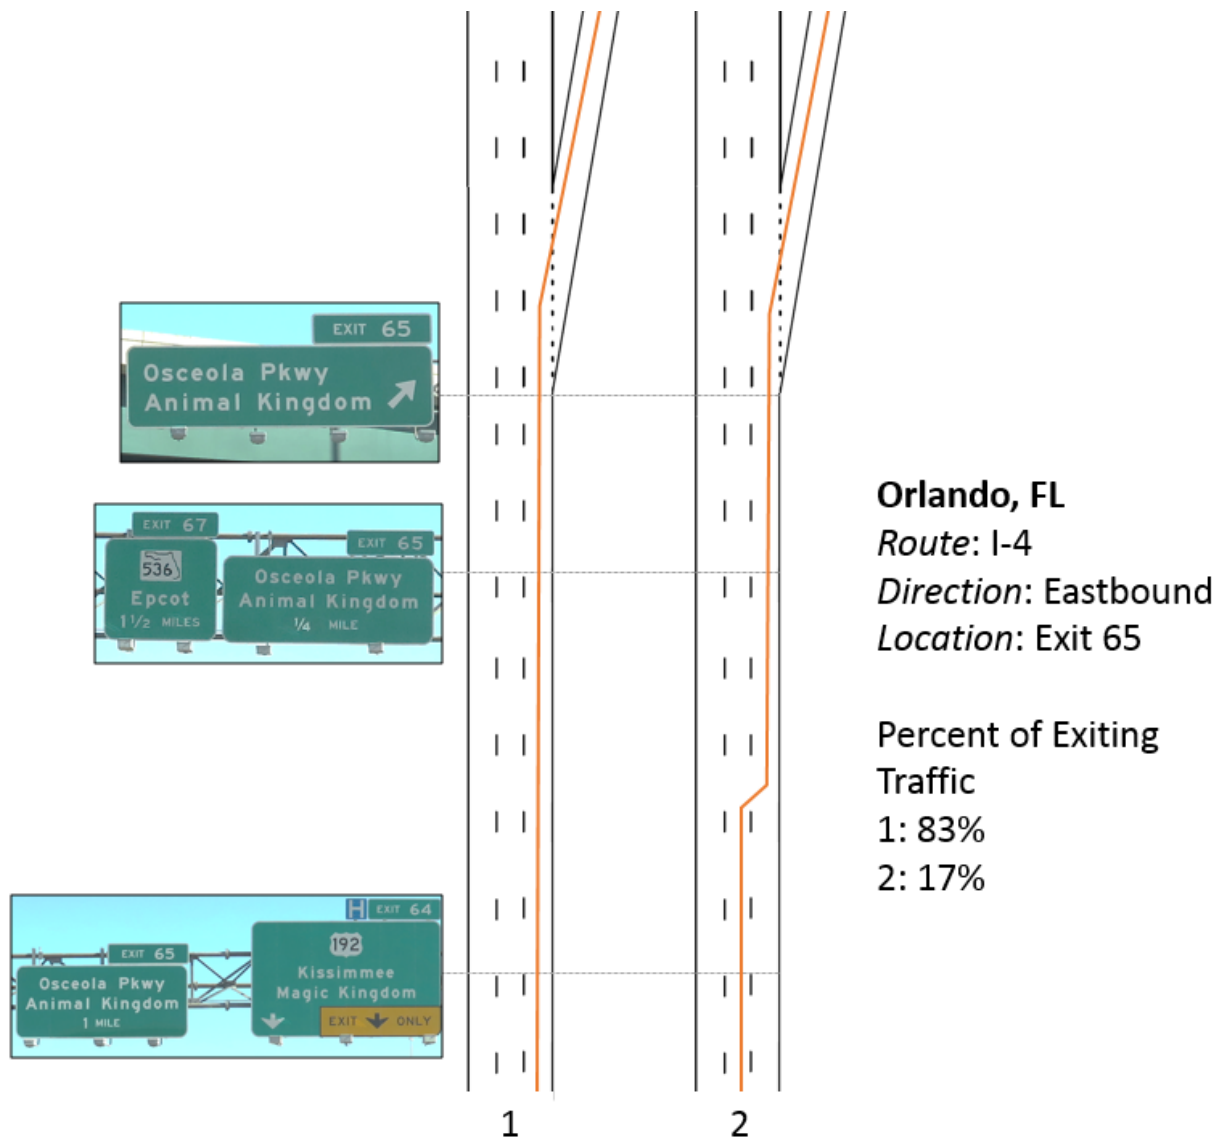 EXIT 65
Osceola Pkwy
Animal Kingdom
EXIT 67
536
Epcot
1 1/2 MILES
EXIT 65
Osceola Pkwy
Animal Kingdom
1/4 MILE
Orlando, FL
Route: I-4
Direction: Eastbound
Location: Exit 65
Percent of Exiting
Traffic
1: 83%
2: 17%
EXIT 65
Osceola Pkwy
Animal Kingdom
1 MILE
H EXIT 64
192
Kissimmee
Magic Kingdom
EXIT ONLY
1
2